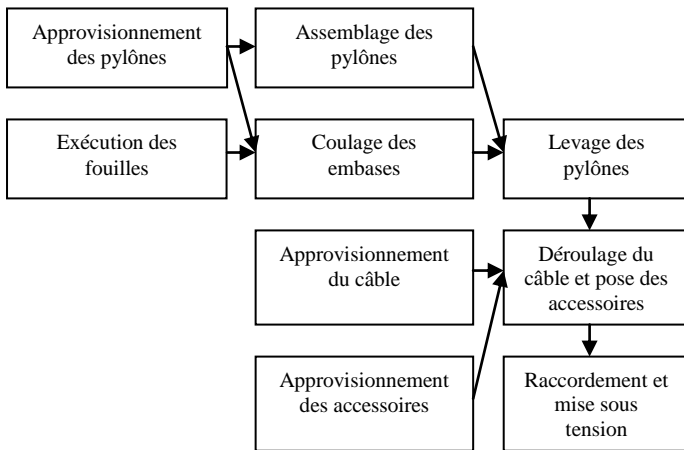 Approvisionnement
des pylônes
Assemblage des
pylônes
Exécution des
fouilles
Coulage des
embases
Levage des
pylônes
Approvisionnement
du câble
Déroulage du
câble et pose des
accessoires
Approvisionnement
des accessoires
Raccordement et
mise sous
tension